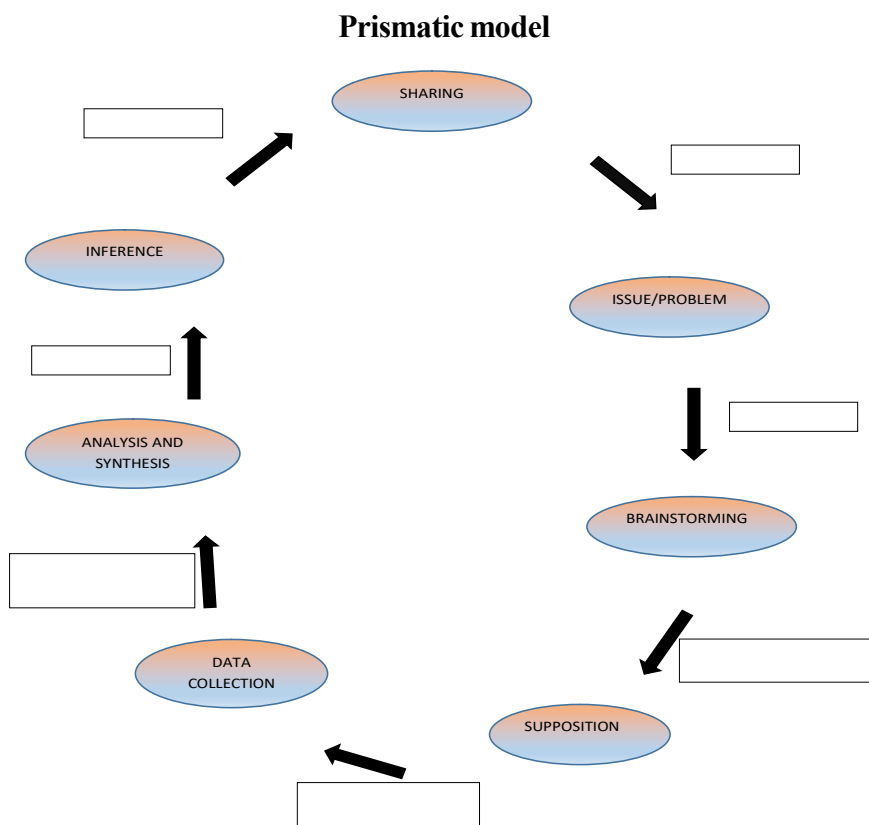 Prismatic model
SHARING
ISSUE/PROBLEM
BRAINSTORMING
SUPPOSITION
DATA
COLLECTION
ANALYSIS AND
SYNTHESIS
INFERENCE